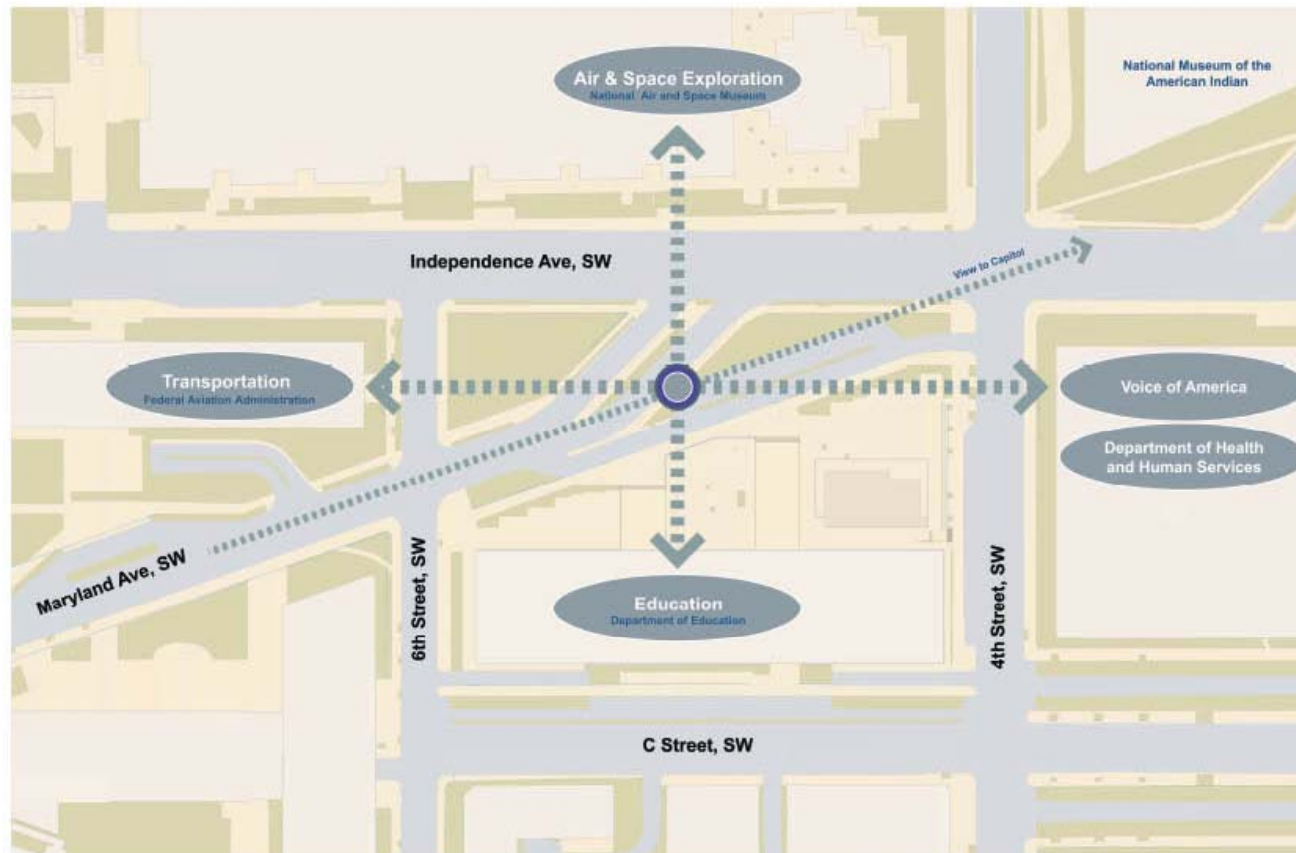 Air & Space Exploration
National Air and Space Museum
National Museum of the
American Indian
Independence Ave, SW
View to Capitol
Transportation
Federal Aviation Administration
Voice of America
Department of Health
and Human Services
Maryland Ave, SW
6th Street, SW
Education
Department of Education
4th Street, SW
C Street, SW